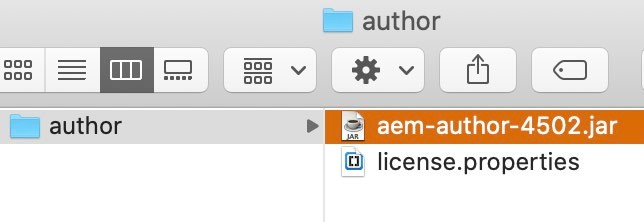 author
author
aem-author-4502.jar
JAR
license.properties